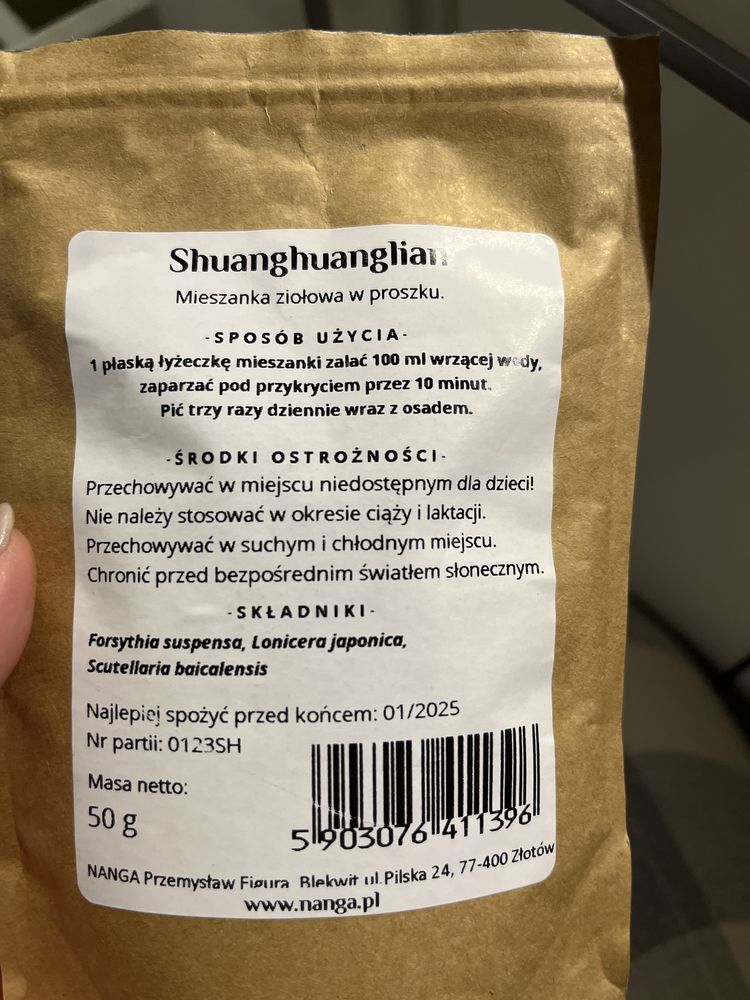 Shuanghuanglian
Mieszanka ziołowa w proszku.
-SPOSÓB UŻYCIA-
1 płaską łyżeczkę mieszanki zalać 100 ml wrzącej wody,
zaparzać pod przykryciem przez 10 minut.
Pić trzy razy dziennie wraz z osadem.
-ŚRODKI OSTROŻNOŚCI-
Przechowywać w miejscu niedostępnym dla dzieci!
Nie należy stosować w okresie ciąży i laktacji.
Przechowywać w suchym i chłodnym miejscu.
Chronić przed bezpośrednim światłem słonecznym.
-SKŁADNIKI-
Forsythia suspensa, Lonicera japonica,
Scutellaria baicalensis
Najlepiej spożyć przed końcem: 01/2025
Nr partii: 0123SH
Masa netto:
50 g
5 903076 411396
NANGA Przemysław Figura Blękwit ul.Pilska 24, 77-400 Złotów
www.nanga.pl